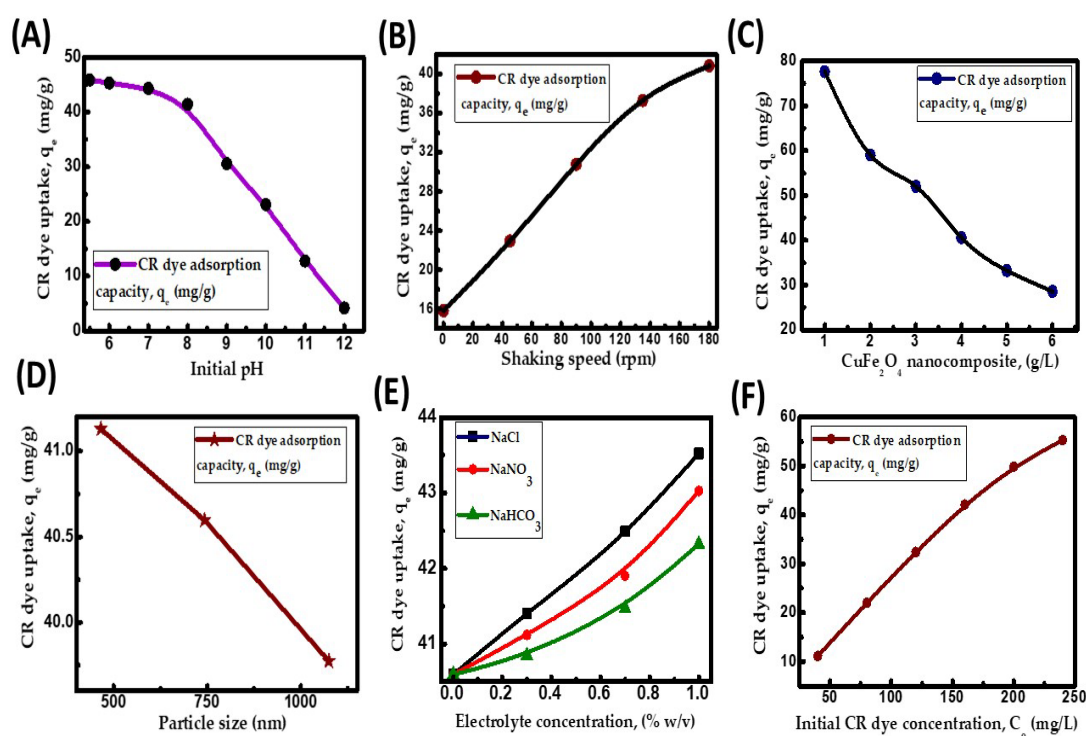 (A)
50
40
30
20
10
0
CR dye uptake, qe (mg/g)
CR dye adsorption
capacity, qe (mg/g)
6 7 8 9 10 11 12
Initial pH
(B)
40
36
32
28
24
20
16
CR dye uptake, qe (mg/g)
CR dye adsorption
capacity, qe (mg/g)
0 20 40 60 80 100 120 140 160 180
Shaking speed (rpm)
(C)
80
70
60
50
40
30
20
CR dye uptake, qe (mg/g)
CR dye adsorption
capacity, qe (mg/g)
1 2 3 4 5 6
CuFe2O4 nanocomposite, (g/L)
(D)
41.0
40.5
40.0
CR dye uptake, qe (mg/g)
CR dye adsorption
capacity, qe (mg/g)
500 750 1000
Particle size (nm)
(E)
44
43
42
41
CR dye uptake, qe (mg/g)
NaCl
NaNO3
NaHCO3
0.0 0.2 0.4 0.6 0.8 1.0
Electrolyte concentration, (% w/v)
(F)
60
50
40
30
20
10
CR dye uptake, qe (mg/g)
CR dye adsorption
capacity, qe (mg/g)
50 100 150 200 250
Initial CR dye concentration, Co (mg/L)